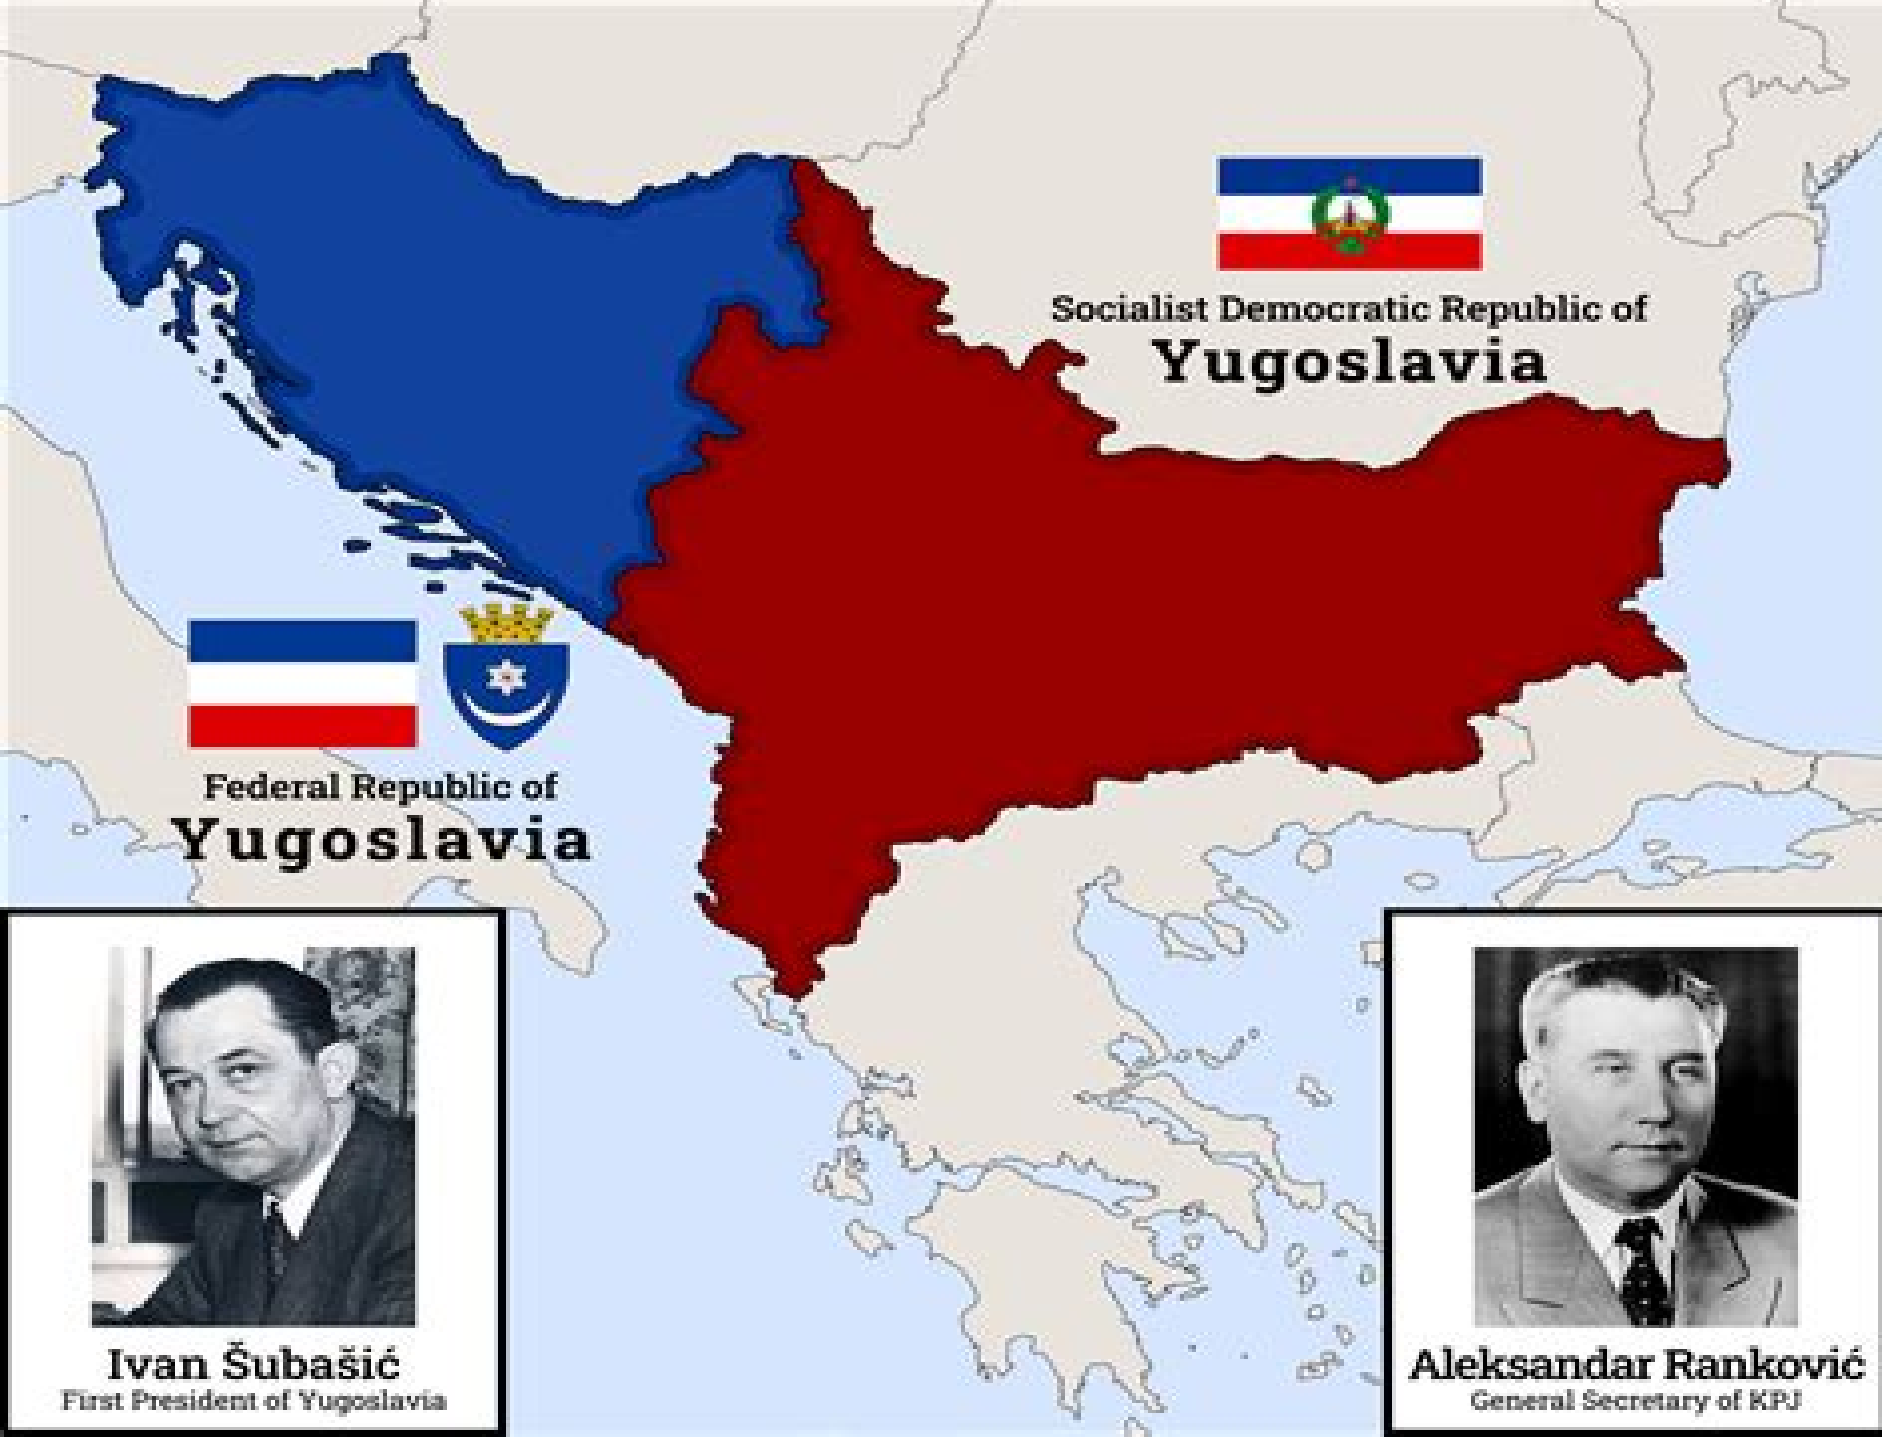 Socialist Democratic Republic of
Yugoslavia
Federal Republic of
Yugoslavia
Ivan Šubašić
First President of Yugoslavia
Aleksandar Ranković
General Secretary of KPJ